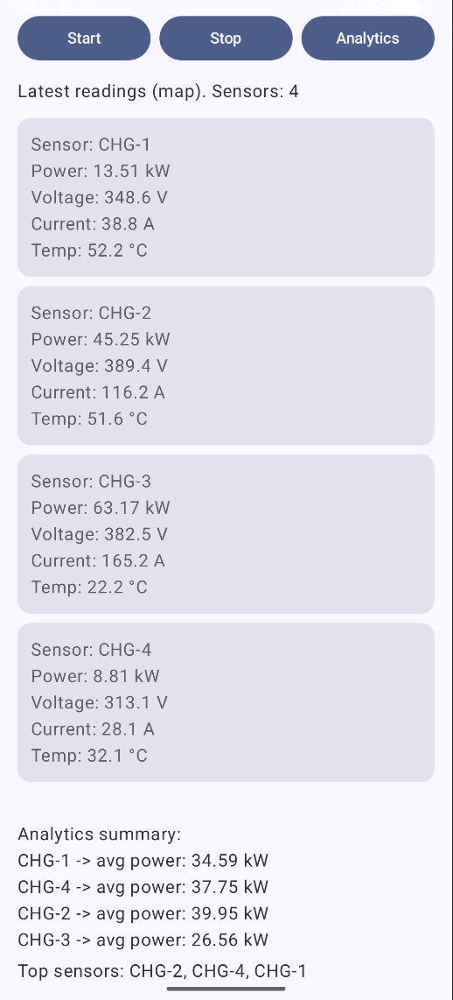 5:50
Start Stop Analytics
Latest readings (map). Sensors: 4
Sensor: CHG-1
Power: 13.51 kW
Voltage: 348.6 V
Current: 38.8 A
Temp: 52.2 °C
Sensor: CHG-2
Power: 45.25 kW
Voltage: 389.4 V
Current: 116.2 A
Temp: 51.6 °C
Sensor: CHG-3
Power: 63.17 kW
Voltage: 382.5 V
Current: 165.2 A
Temp: 22.2 °C
Sensor: CHG-4
Power: 8.81 kW
Voltage: 313.1 V
Current: 28.1 A
Temp: 32.1 °C
Analytics summary:
CHG-1 -> avg power: 34.59 kW
CHG-4 -> avg power: 37.75 kW
CHG-2 -> avg power: 39.95 kW
CHG-3 -> avg power: 26.56 kW
Top sensors: CHG-2, CHG-4, CHG-1